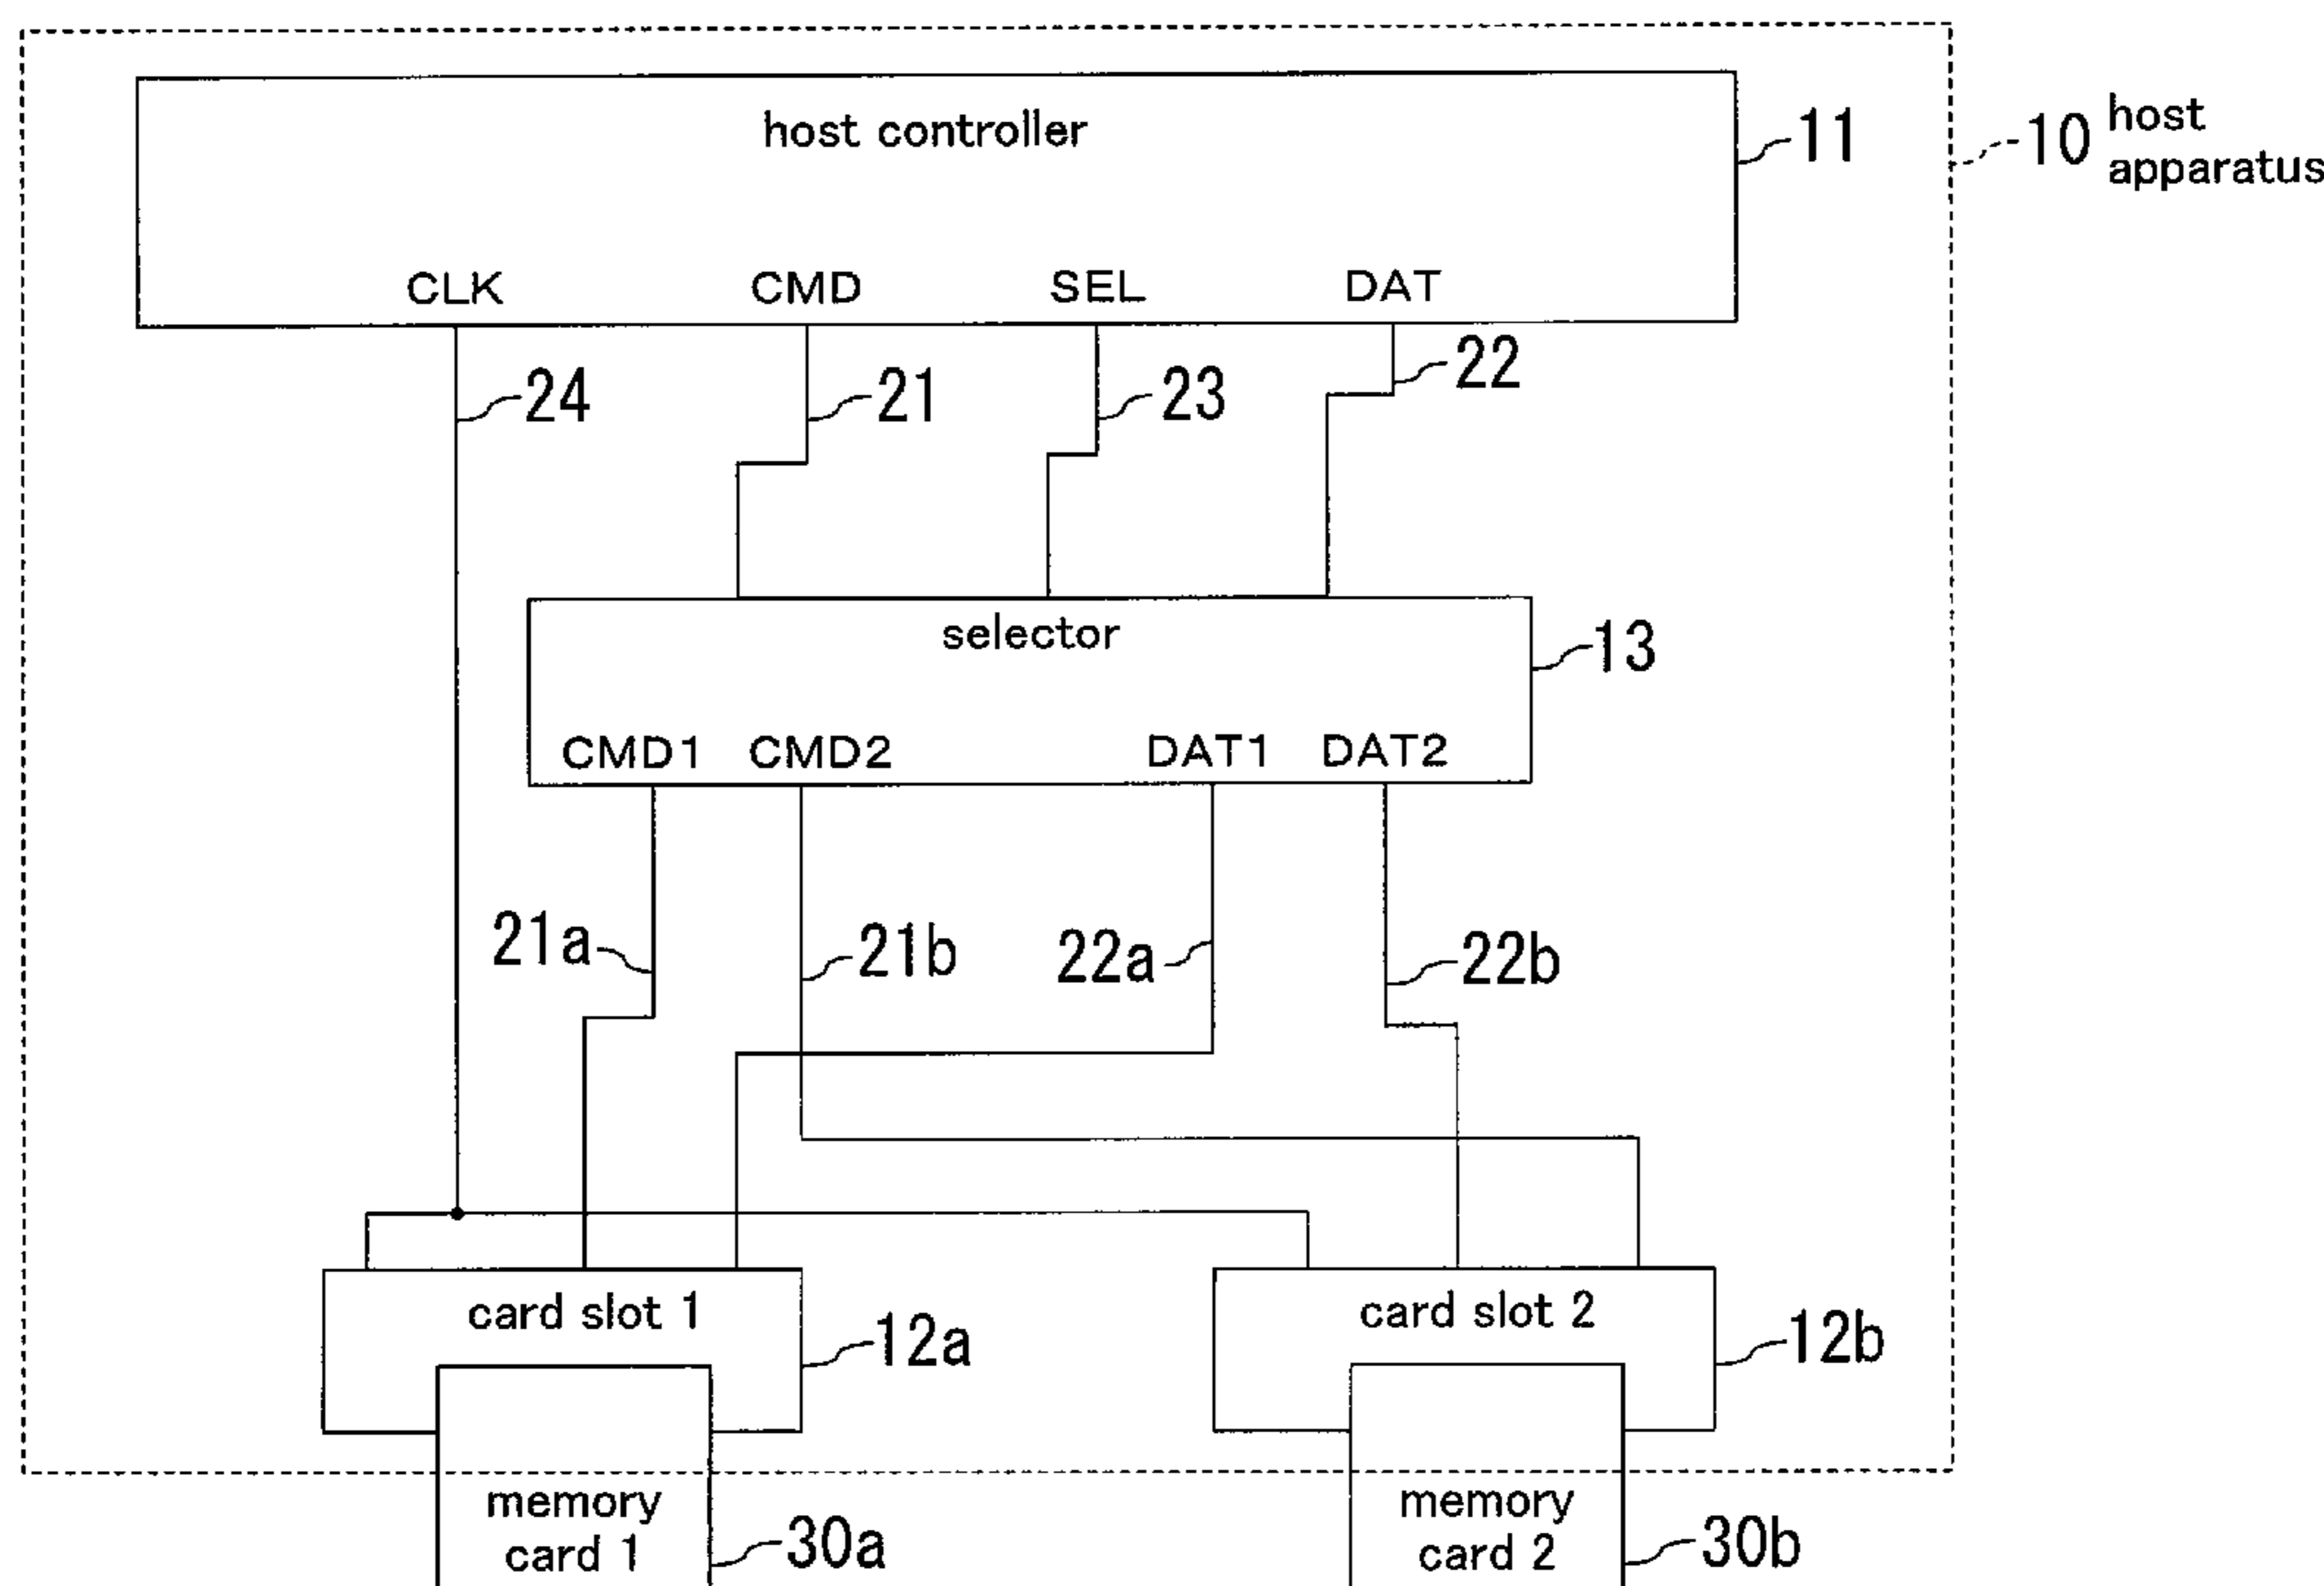 host controller
11
10 host
apparatus
CLK CMD SEL DAT
24 21 23 22
selector
13
CMD1 CMD2 DAT1 DAT2
21a 21b 22a 22b
card slot 1 card slot 2
12a 12b
memory memory
card 1 card 2
30a 30b